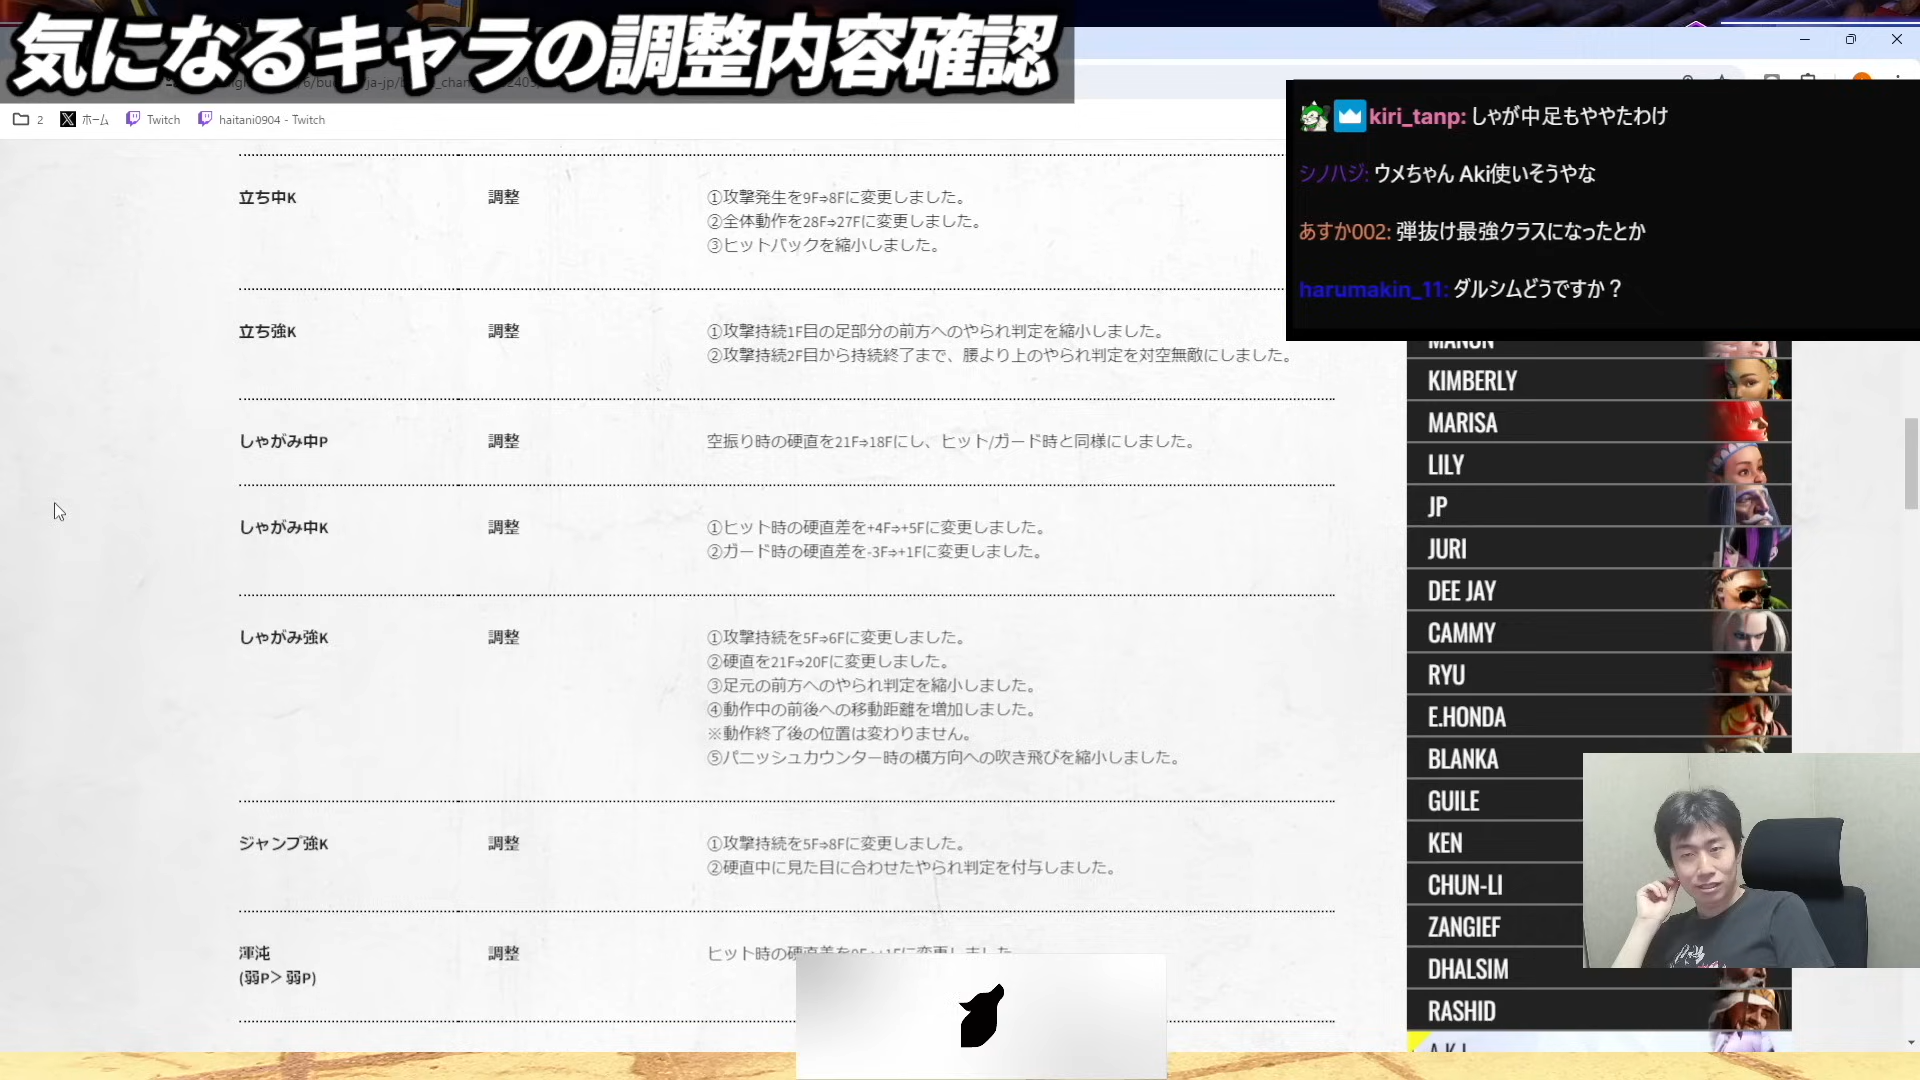 気になるキャラの調整内容確認
2 ホーム Twitch haitani0904 - Twitch
kiri_tanp: しゃが中足もややたわけ
シノハジ: ウメちゃん Aki使いそうやな
あすか002: 弾抜け最強クラスになったとか
harumakin_11: ダルシムどうですか？
立ち中K 調整 ①攻撃発生を9F⇒8Fに変更しました。
②全体動作を28F⇒27Fに変更しました。
③ヒットバックを縮小しました。
立ち強K 調整 ①攻撃持続1F目の足部分の前方へのやられ判定を縮小しました。
②攻撃持続2F目から持続終了まで、腰より上のやられ判定を対空無敵にしました。
しゃがみ中P 調整 空振り時の硬直を21F⇒18Fにし、ヒット/ガード時と同様にしました。
しゃがみ中K 調整 ①ヒット時の硬直差を+4F⇒+5Fに変更しました。
②ガード時の硬直差を-3F⇒+1Fに変更しました。
しゃがみ強K 調整 ①攻撃持続を5F⇒6Fに変更しました。
②硬直を21F⇒20Fに変更しました。
③足元の前方へのやられ判定を縮小しました。
④動作中の前後への移動距離を増加しました。
※動作終了後の位置は変わりません。
⑤パニッシュカウンター時の横方向への吹き飛びを縮小しました。
ジャンプ強K 調整 ①攻撃持続を5F⇒8Fに変更しました。
②硬直中に見た目に合わせたやられ判定を付与しました。
渾沌 調整 ヒット時の硬直差を0F⇒+1Fに変更しました
(弱P＞弱P)
MANON
KIMBERLY
MARISA
LILY
JP
JURI
DEE JAY
CAMMY
RYU
E.HONDA
BLANKA
GUILE
KEN
CHUN-LI
ZANGIEF
DHALSIM
RASHID
A.K.I.